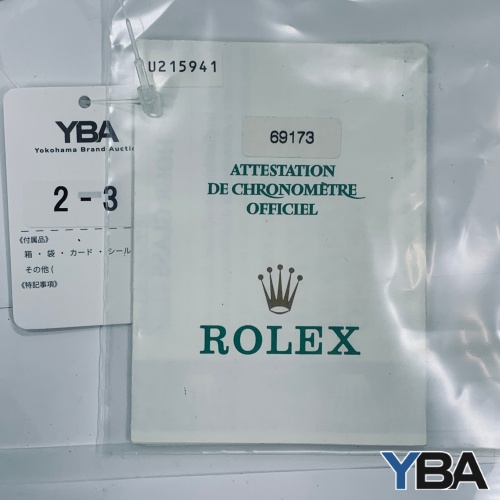 U215941
69173
ATTESTATION
DE CHRONOMÈTRE
OFFICIEL
ROLEX
YBA
Yokohama Brand Auctio
2-3
《付属品》
箱・袋・カード・シール
その他(
《特記事項》
YBA